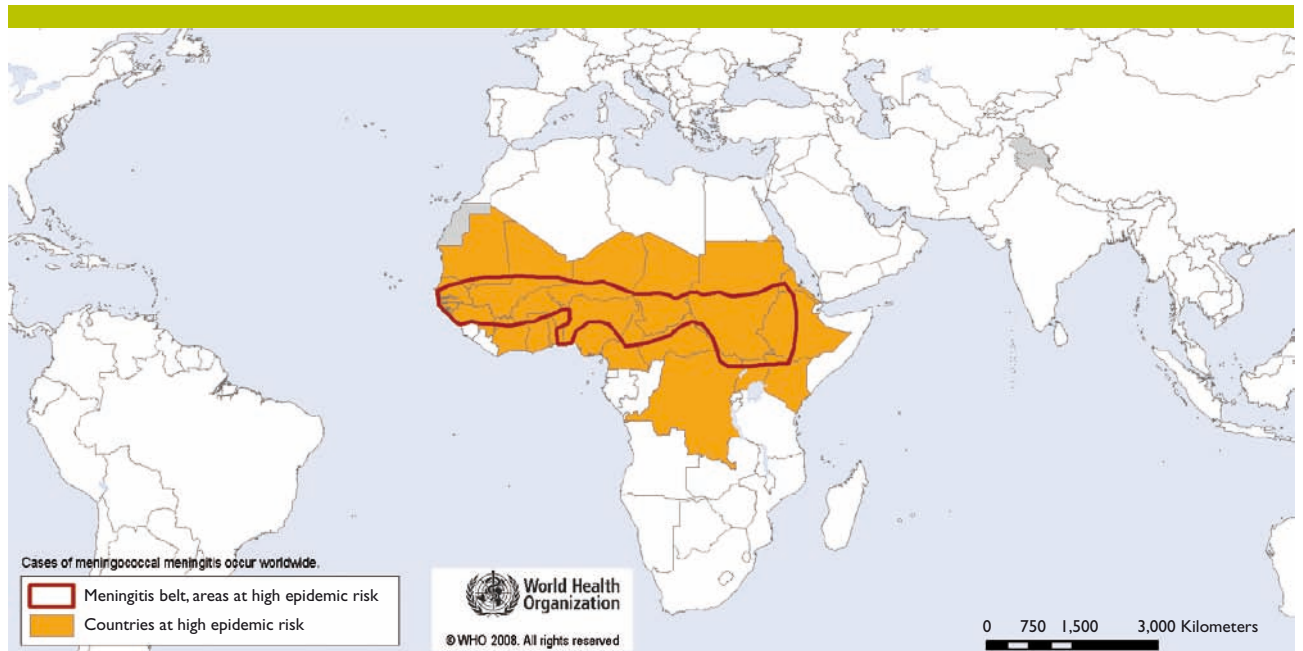 Cases of meningococcal meningitis occur worldwide.
Meningitis belt, areas at high epidemic risk
Countries at high epidemic risk
World Health
Organization
© WHO 2008. All rights reserved
0 750 1,500 3,000 Kilometers